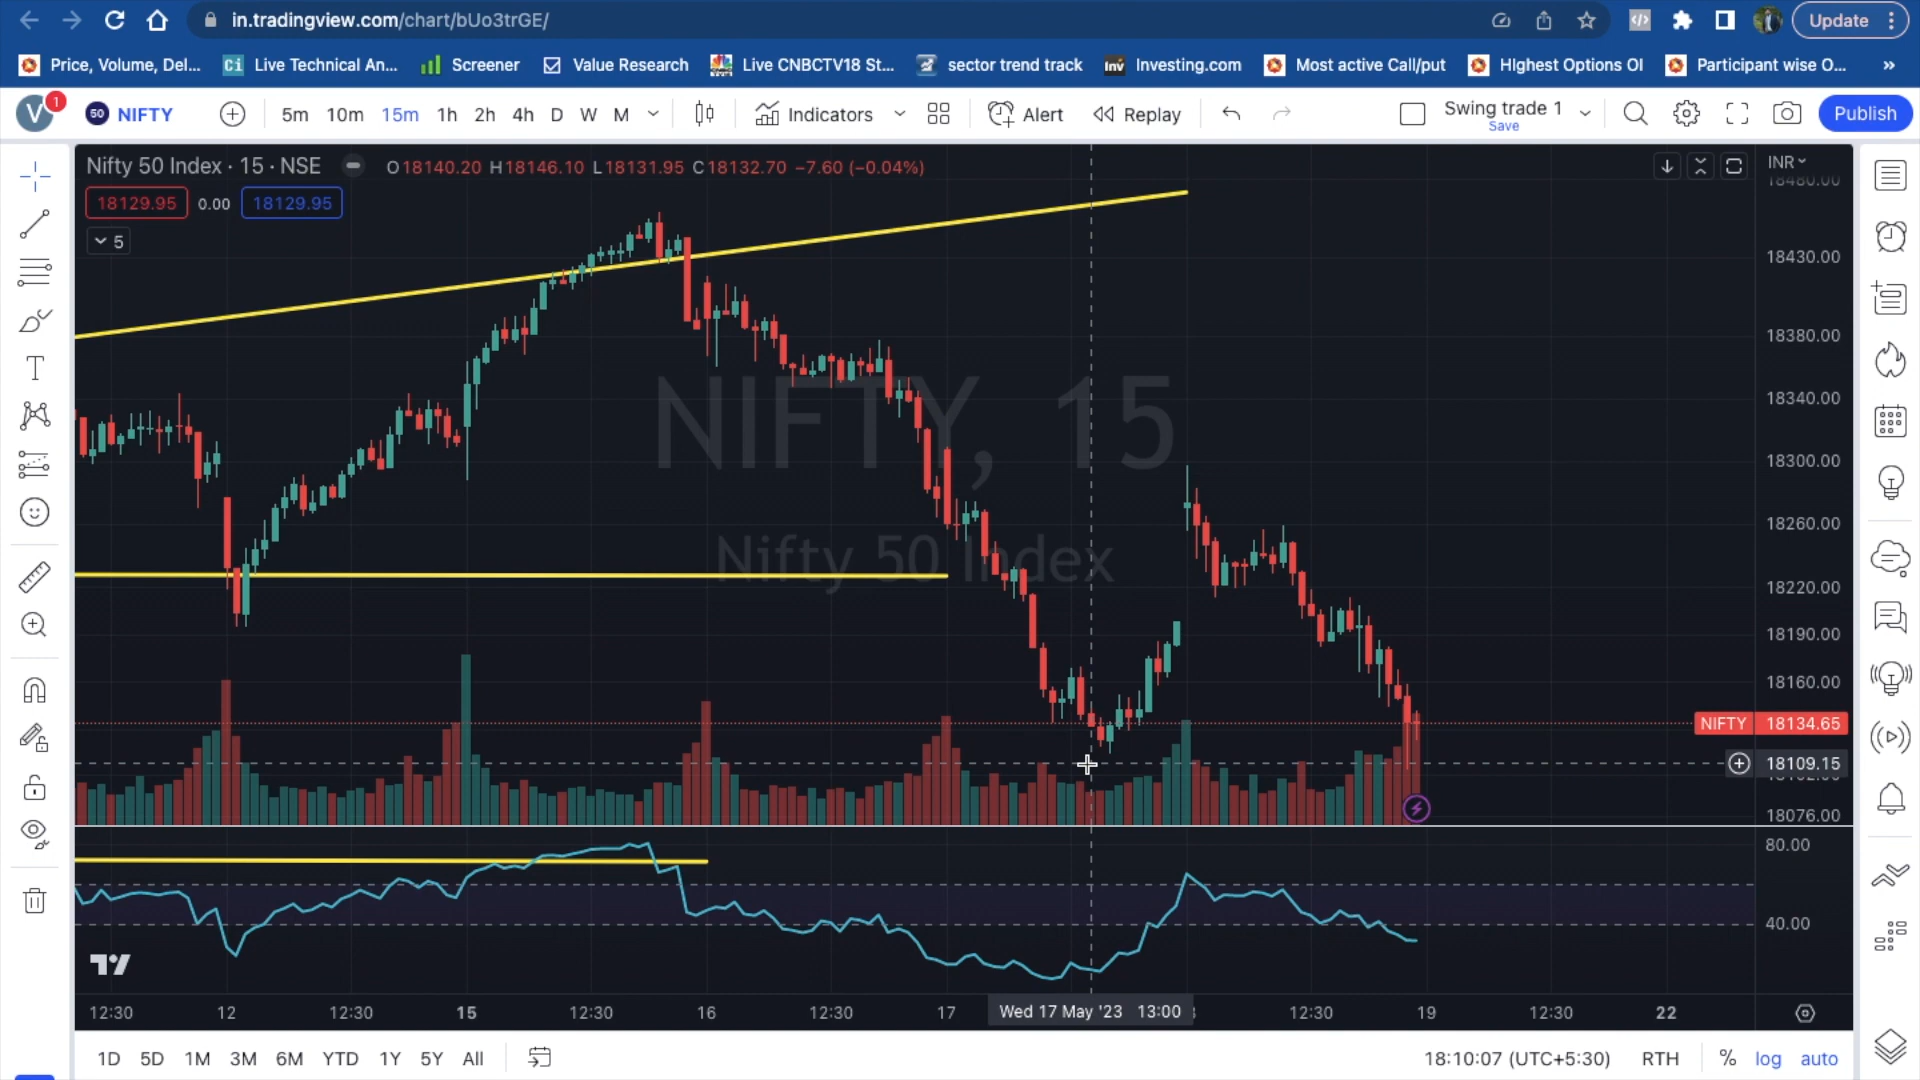 in.tradingview.com/chart/bUo3trGE/
Update
Price, Volume, Del...
Ci Live Technical An...
Screener
Value Research
Live CNBCTV18 St...
sector trend track
Inv Investing.com
Most active Call/put
HIghest Options OI
Participant wise O...
»
V 1
50 NIFTY
5m 10m 15m 1h 2h 4h D W M
Indicators
Alert
Replay
Swing trade 1
Save
Publish
Nifty 50 Index · 15 · NSE
O18140.20 H18146.10 L18131.95 C18132.70 −7.60 (−0.04%)
INR
18480.00
18129.95 0.00 18129.95
5
18430.00
18380.00
18340.00
NIFTY, 15
18300.00
18260.00
Nifty 50 Index
18220.00
18190.00
18160.00
NIFTY 18134.65
18109.15
18076.00
80.00
40.00
12:30 12 12:30 15 12:30 16 12:30 17 Wed 17 May '23 13:00 12:30 19 12:30 22
1D 5D 1M 3M 6M YTD 1Y 5Y All
18:10:07 (UTC+5:30) RTH % log auto